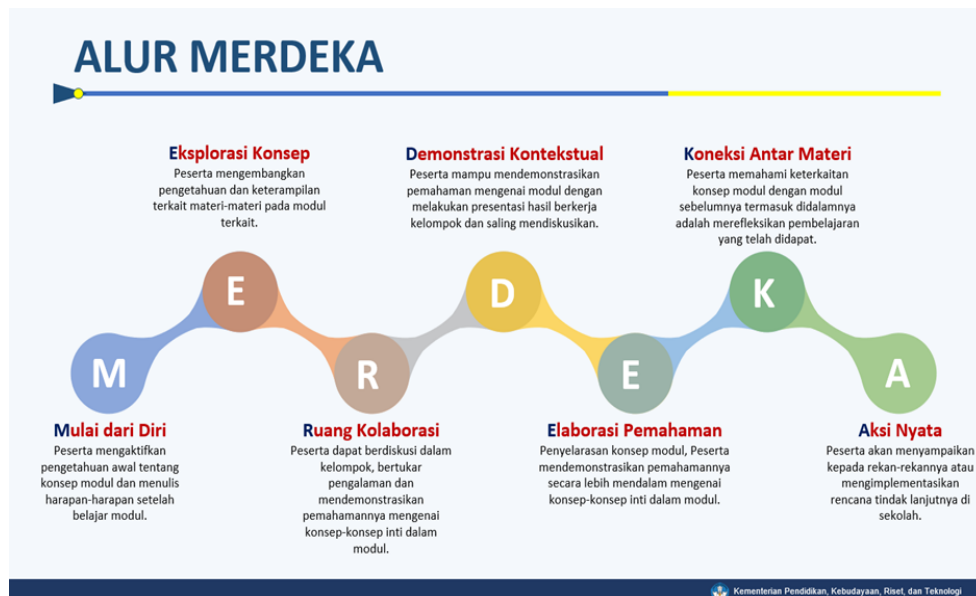 ALUR MERDEKA
Eksplorasi Konsep
Peserta mengembangkan
pengetahuan dan keterampilan
terkait materi-materi pada modul
terkait.
Demonstrasi Kontekstual
Peserta mampu mendemonstrasikan
pemahaman mengenai modul dengan
melakukan presentasi hasil berkerja
kelompok dan saling mendiskusikan.
Koneksi Antar Materi
Peserta memahami keterkaitan
konsep modul dengan modul
sebelumnya termasuk didalamnya
adalah merefleksikan pembelajaran
yang telah didapat.
M
E
R
D
E
K
A
Mulai dari Diri
Peserta mengaktifkan
pengetahuan awal tentang
konsep modul dan menulis
harapan-harapan setelah
belajar modul.
Ruang Kolaborasi
Peserta dapat berdiskusi dalam
kelompok, bertukar
pengalaman dan
mendemonstrasikan
pemahamannya mengenai
konsep-konsep inti dalam
modul.
Elaborasi Pemahaman
Penyelarasan konsep modul, Peserta
mendemonstrasikan pemahamannya
secara lebih mendalam mengenai
konsep-konsep inti dalam modul.
Aksi Nyata
Peserta akan menyampaikan
kepada rekan-rekannya atau
mengimplementasikan
rencana tindak lanjutnya di
sekolah.
Kementerian Pendidikan, Kebudayaan, Riset, dan Teknologi